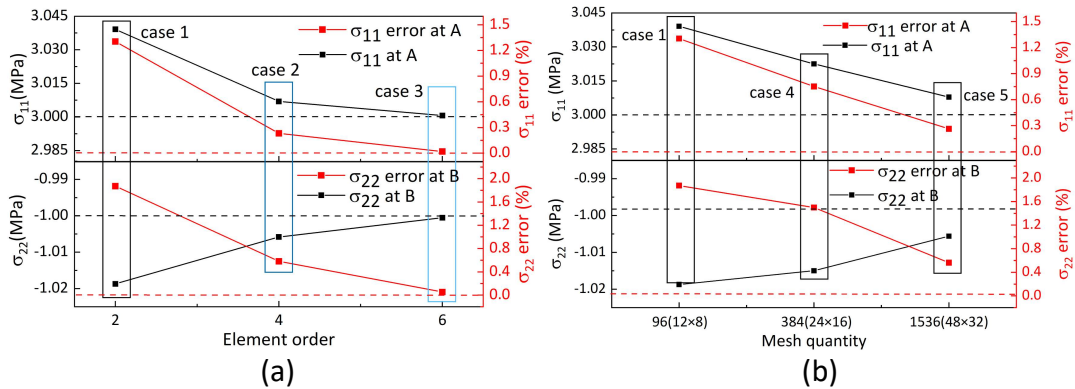 3.045
3.030
3.015
3.000
2.985
σ11(MPa)
case 1
σ11 error at A
σ11 at A
case 2
case 3
1.5
1.2
0.9
0.6
0.3
0.0
σ11 error (%)
-0.99
-1.00
-1.01
-1.02
σ22(MPa)
σ22 error at B
σ22 at B
2.0
1.6
1.2
0.8
0.4
0.0
σ22 error (%)
2
4
6
Element order
(a)
3.045
3.030
3.015
3.000
2.985
σ11 (MPa)
case 1
σ11 error at A
σ11 at A
case 4
case 5
1.5
1.2
0.9
0.6
0.3
0.0
σ11 error (%)
-0.99
-1.00
-1.01
-1.02
σ22 (MPa)
σ22 error at B
σ22 at B
2.0
1.6
1.2
0.8
0.4
0.0
σ22 error (%)
96(12×8)
384(24×16)
1536(48×32)
Mesh quantity
(b)